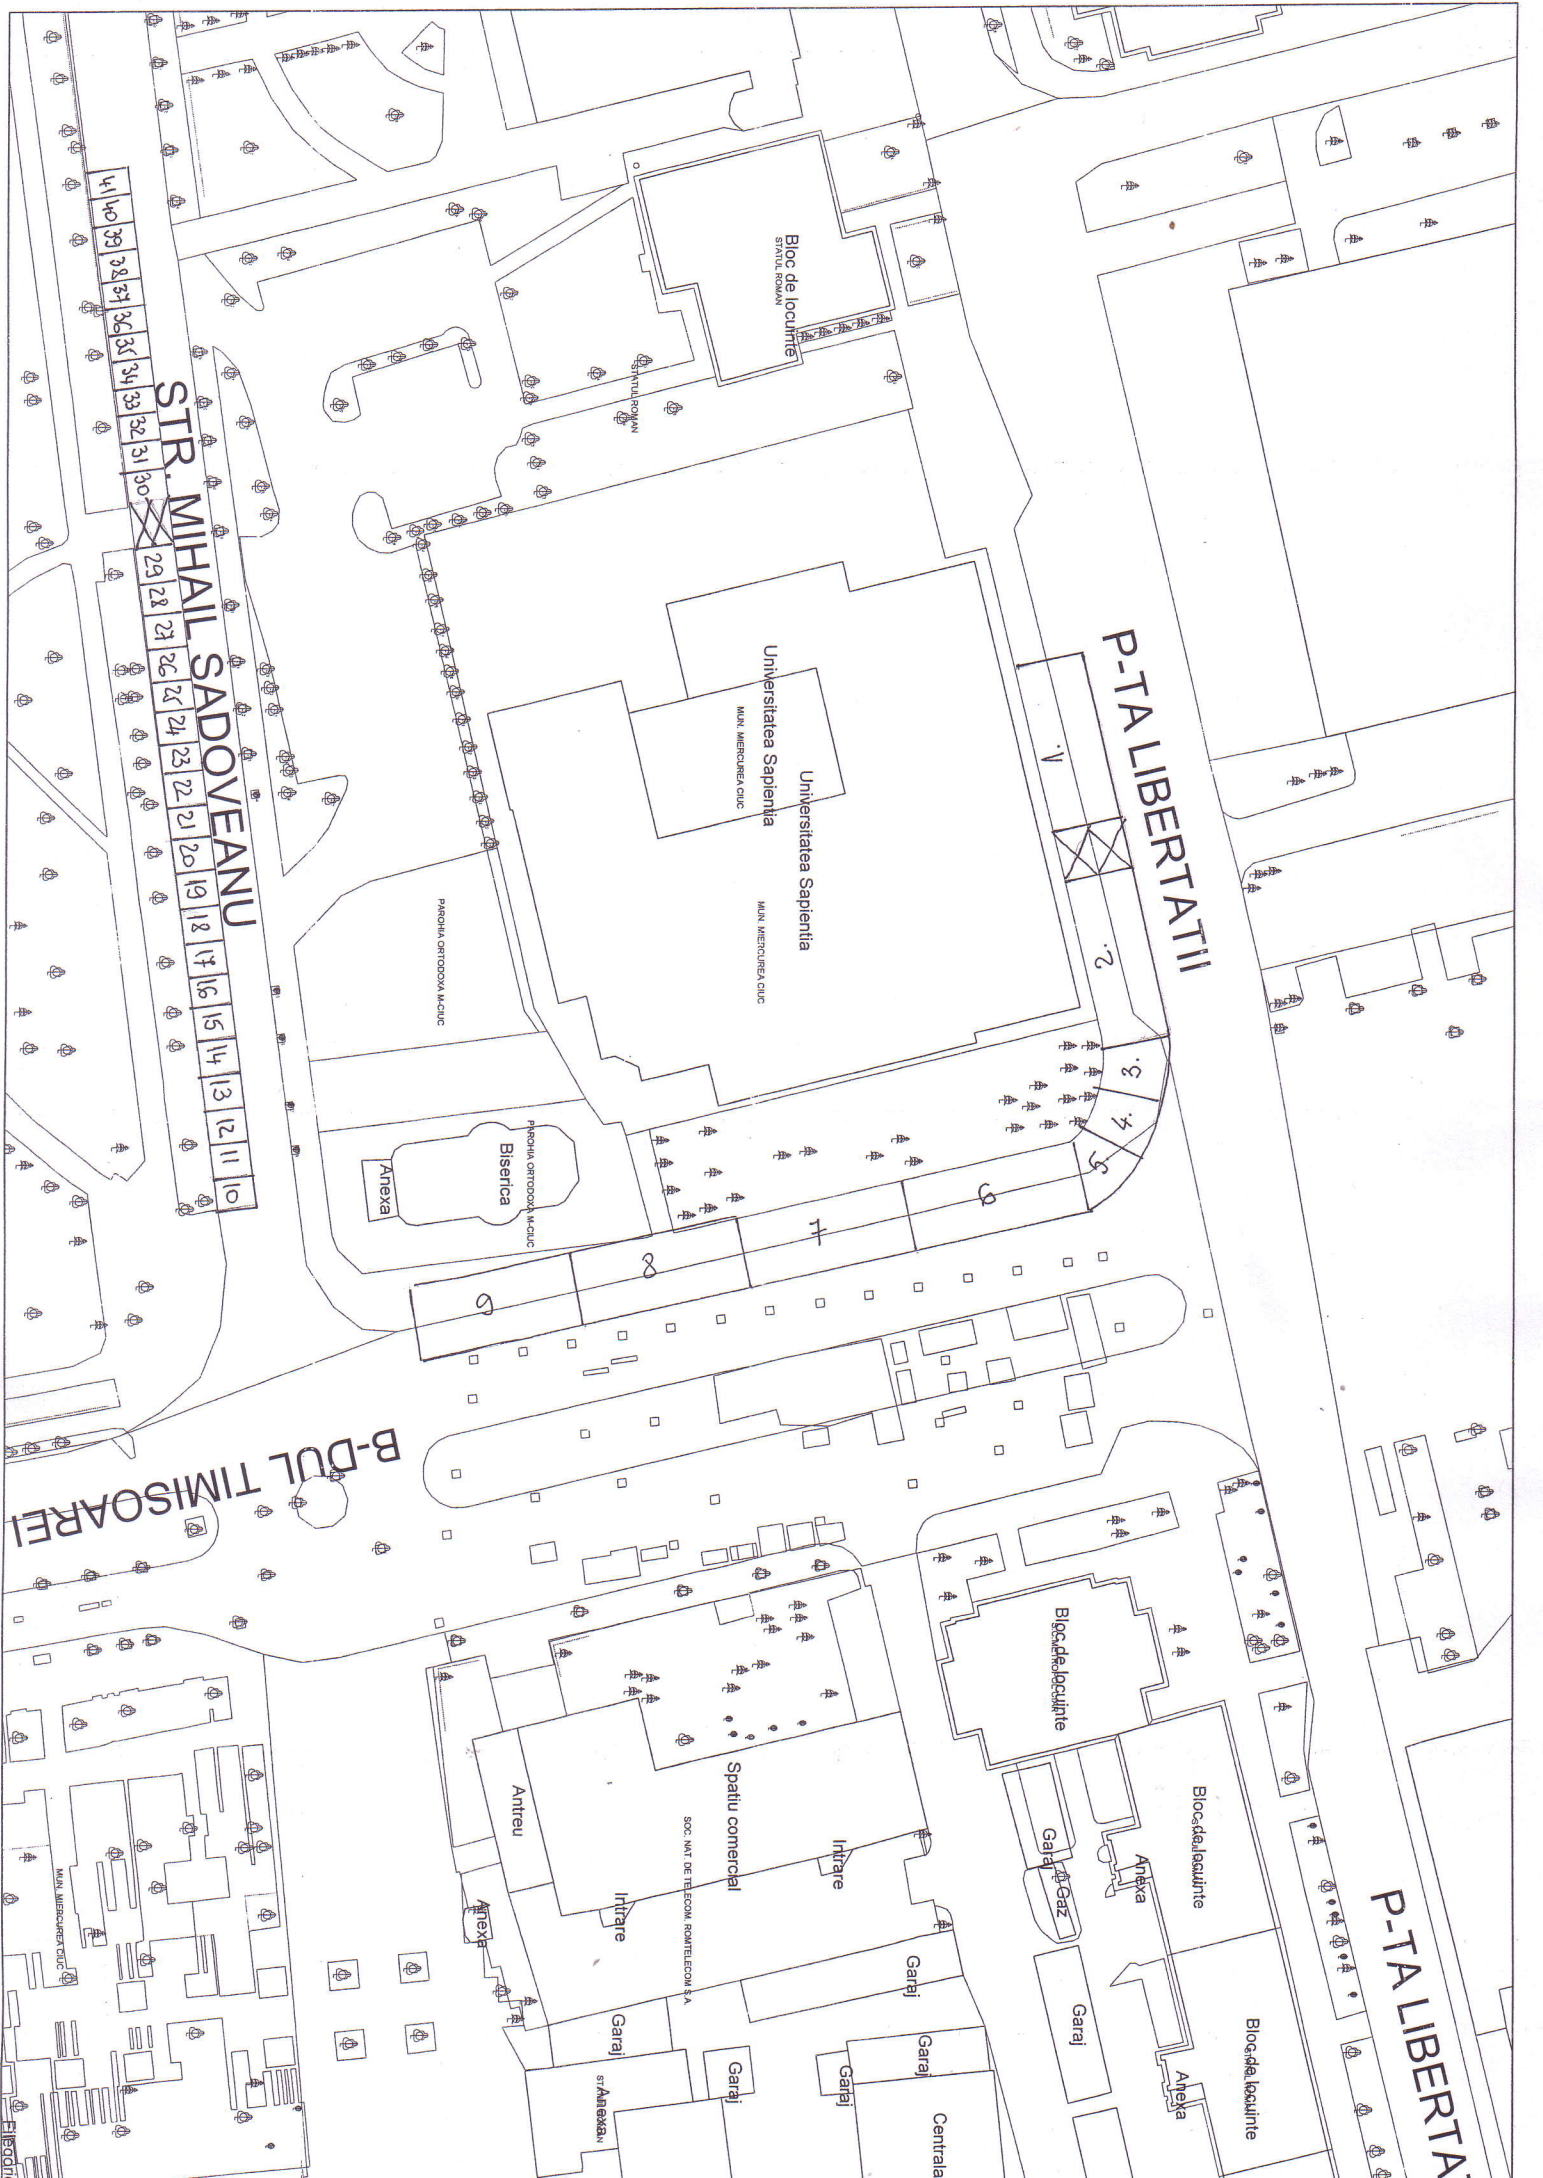 41 40 39 38 37 36 35 34 33 32 31 30
29 28 27 26 25 24 23 22 21 20 19 18 17 16 15 14 13 12 11 10
STR. MIHAIL SADOVEANU
Bloc de locuinte
STATUL ROMAN
STATUL ROMAN
P-TA LIBERTATII
1.
2.
3.
4.
5
6
7
8
9
Universitatea Sapientia
MUN. MIERCUREA CIUC
Universitatea Sapientia
MUN. MIERCUREA CIUC
PAROHIA ORTODOXA M-CIUC
PAROHIA ORTODOXA M-CIUC
Biserica
Anexa
B-DUL TIMISOAREI
Bloc de locuinte
Bloc de locuinte
Bloc de locuinte
P-TA LIBERTA
Anexa
Anexa
Garaj
Gaz
Garaj
Spatiu comercial
SOC. NAT. DE TELECOM. ROMTELECOM S.A.
Antreu
Intrare
Intrare
Anexa
Garaj
Garaj
Garaj
Garaj
Garaj
Anexa
Centrala
MUN. MIERCUREA CIUC